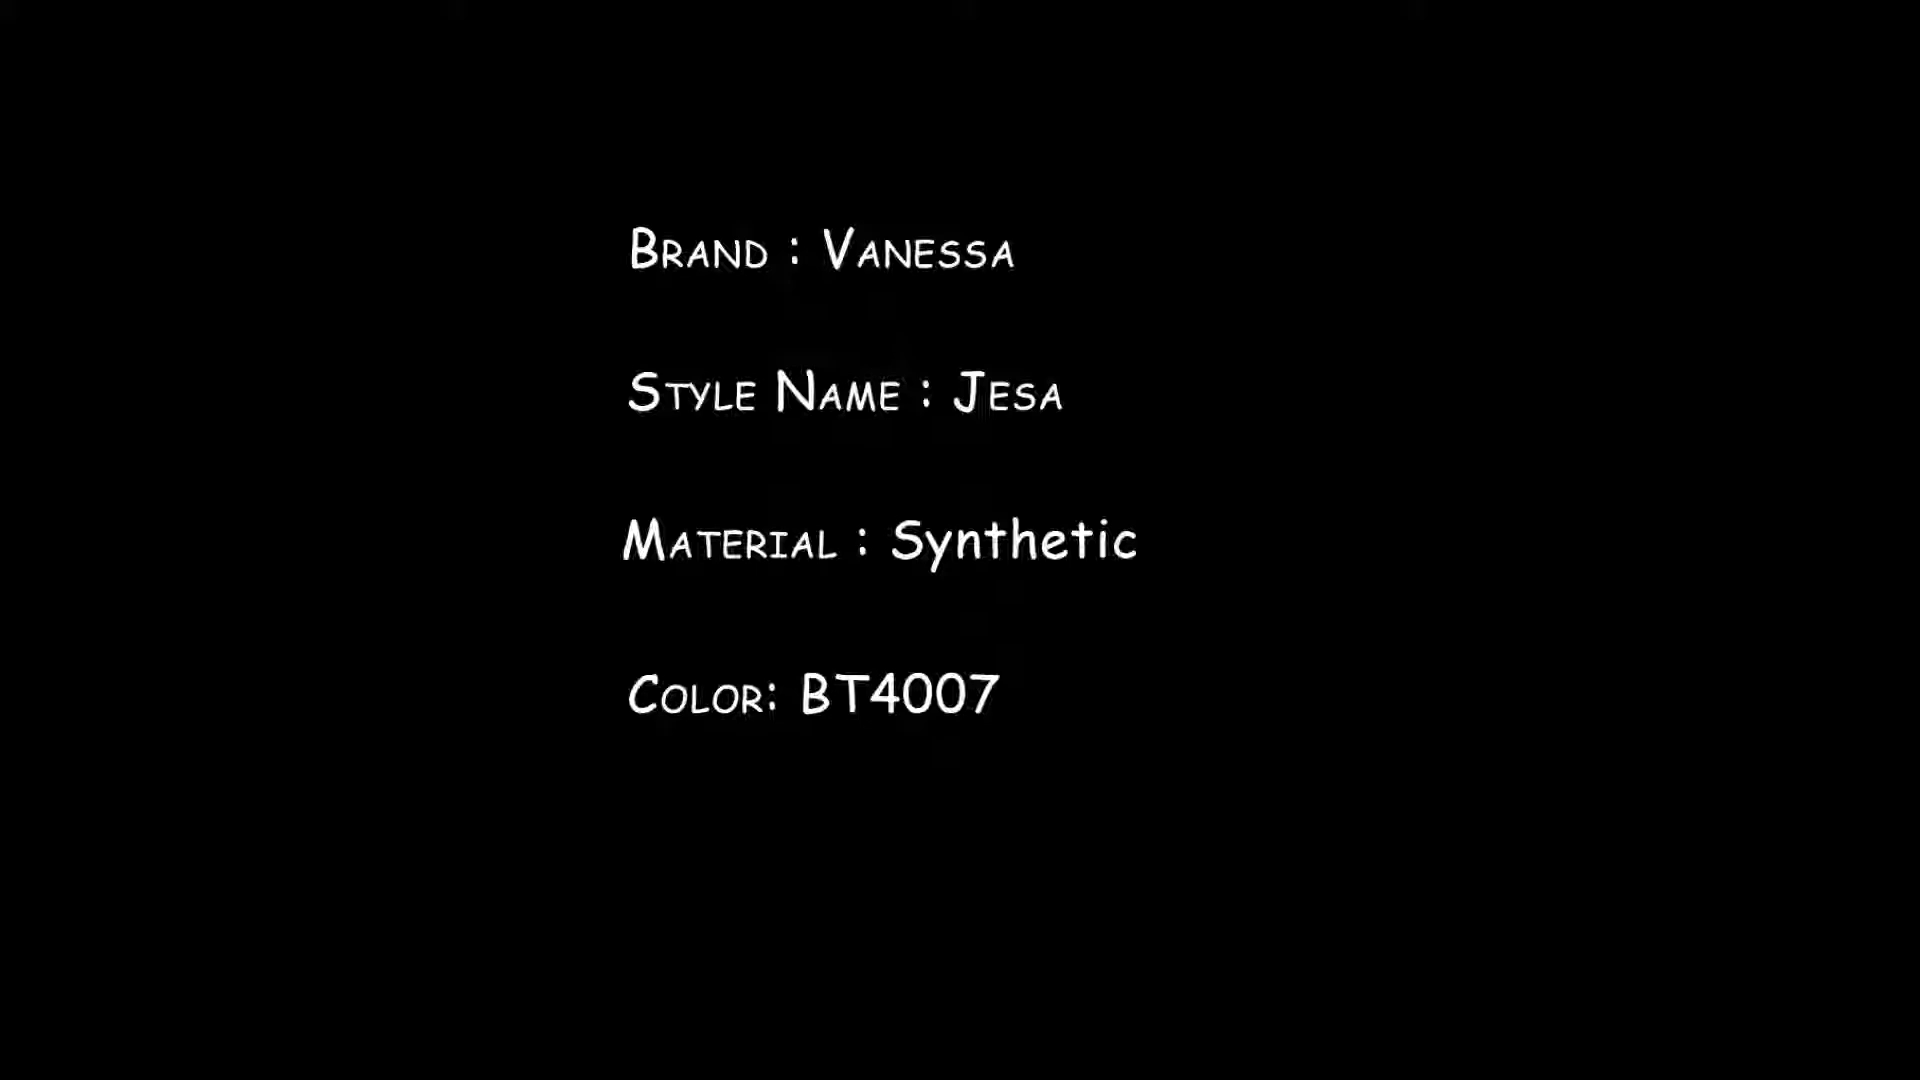 Brand : Vanessa
Style Name : Jesa
Material : Synthetic
Color: BT4007